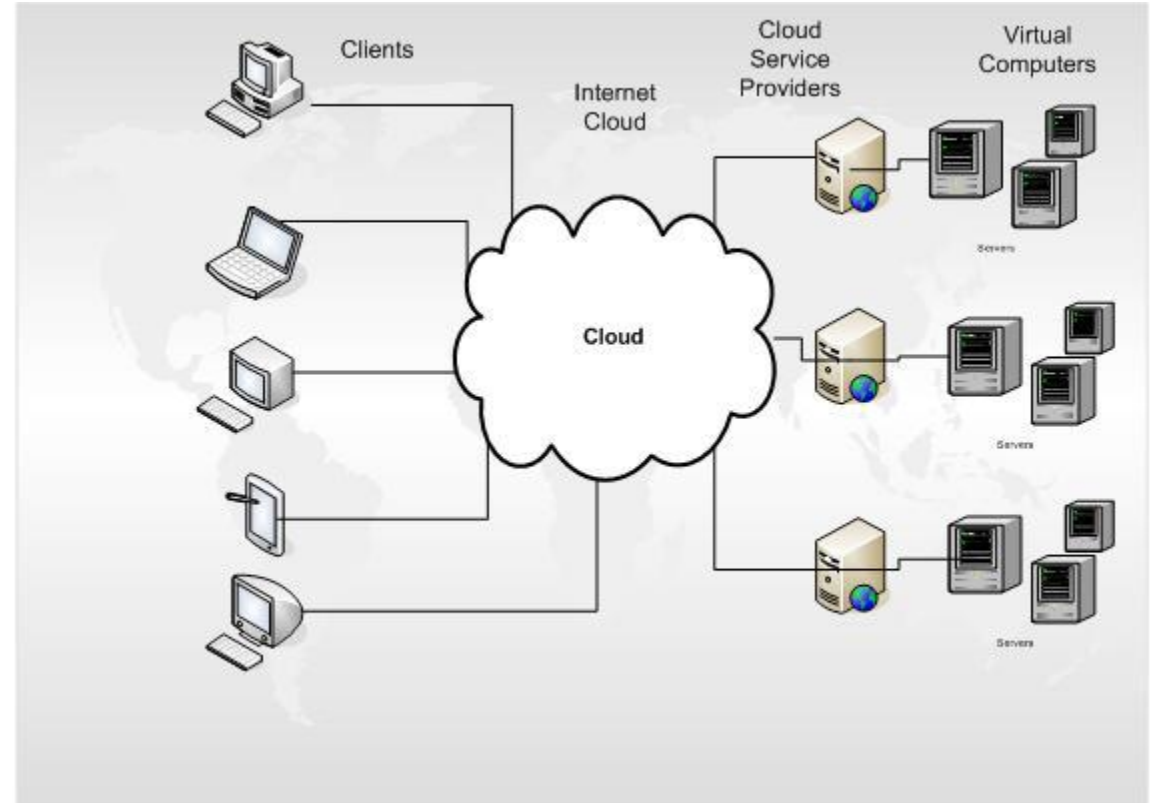 Clients
Internet
Cloud
Cloud
Service
Providers
Virtual
Computers
Cloud
Servers
Servers
Servers